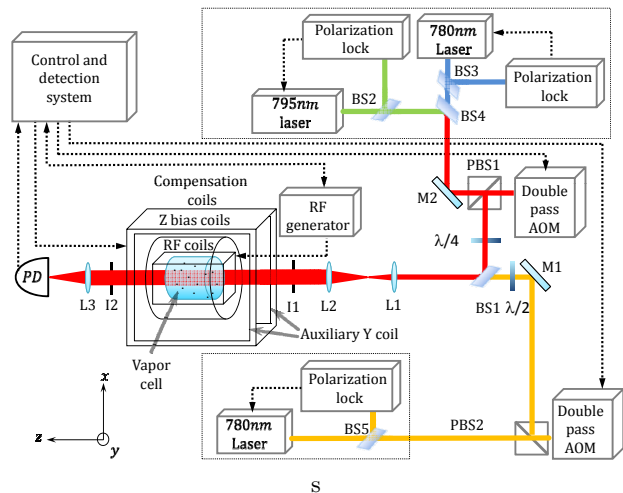 Control and
detection
system
Polarization
lock
780nm
Laser
BS3
Polarization
lock
BS2
BS4
795nm
laser
PBS1
M2
Double
pass
AOM
Compensation
coils
Z bias coils
RF coils
RF
generator
λ/4
M1
PD
L3
I2
I1
L2
L1
BS1
λ/2
Auxiliary Y coil
Vapor
cell
Polarization
lock
780nm
Laser
BS5
PBS2
Double
pass
AOM
x
z
y
s